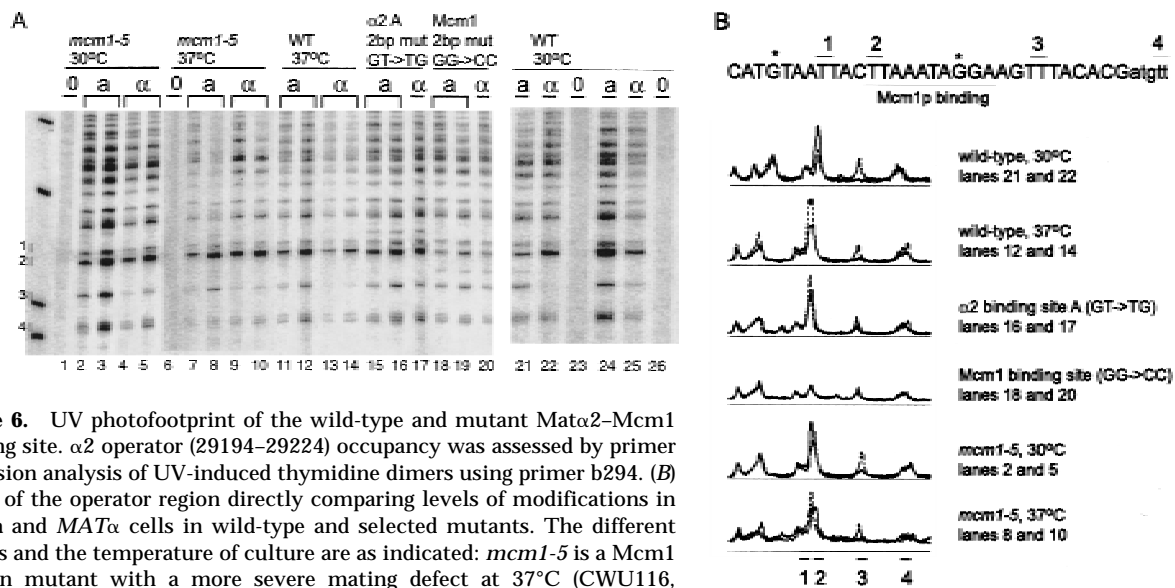 A
mcm1-5
30ºC
mcm1-5
37ºC
WT
37ºC
α2 A
2bp mut
GT->TG
Mcm1
2bp mut
GG->CC
WT
30ºC
0 a α 0 a α a α a α a α a α 0 a α 0
1
2
3
4
1 2 3 4 5 6 7 8 9 10 11 12 13 14 15 16 17 18 19 20 21 22 23 24 25 26
e 6. UV photofootprint of the wild-type and mutant Matα2–Mcm1
ng site. α2 operator (29194–29224) occupancy was assessed by primer
sion analysis of UV-induced thymidine dimers using primer b294. (B)
of the operator region directly comparing levels of modifications in
and MATα cells in wild-type and selected mutants. The different
s and the temperature of culture are as indicated: mcm1-5 is a Mcm1
n mutant with a more severe mating defect at 37°C (CWU116,
B
* 1 2 * 3 4
CATGTAATTACTTAAATAGGAAGTTTACACGatgtt
Mcm1p binding
wild-type, 30ºC
lanes 21 and 22
wild-type, 37ºC
lanes 12 and 14
α2 binding site A (GT->TG)
lanes 16 and 17
Mcm1 binding site (GG->CC)
lanes 18 and 20
mcm1-5, 30ºC
lanes 2 and 5
mcm1-5, 37ºC
lanes 8 and 10
1 2 3 4